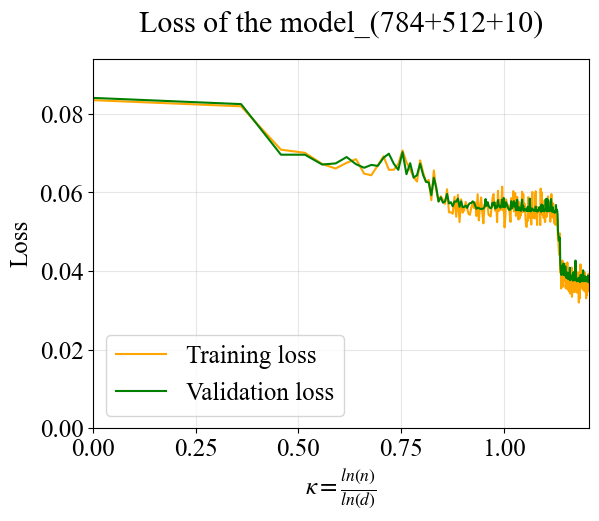 Loss of the model_(784+512+10)
Loss
0.08
0.06
0.04
0.02
0.00
Training loss
Validation loss
0.00 0.25 0.50 0.75 1.00
κ = ln(n)/ln(d)